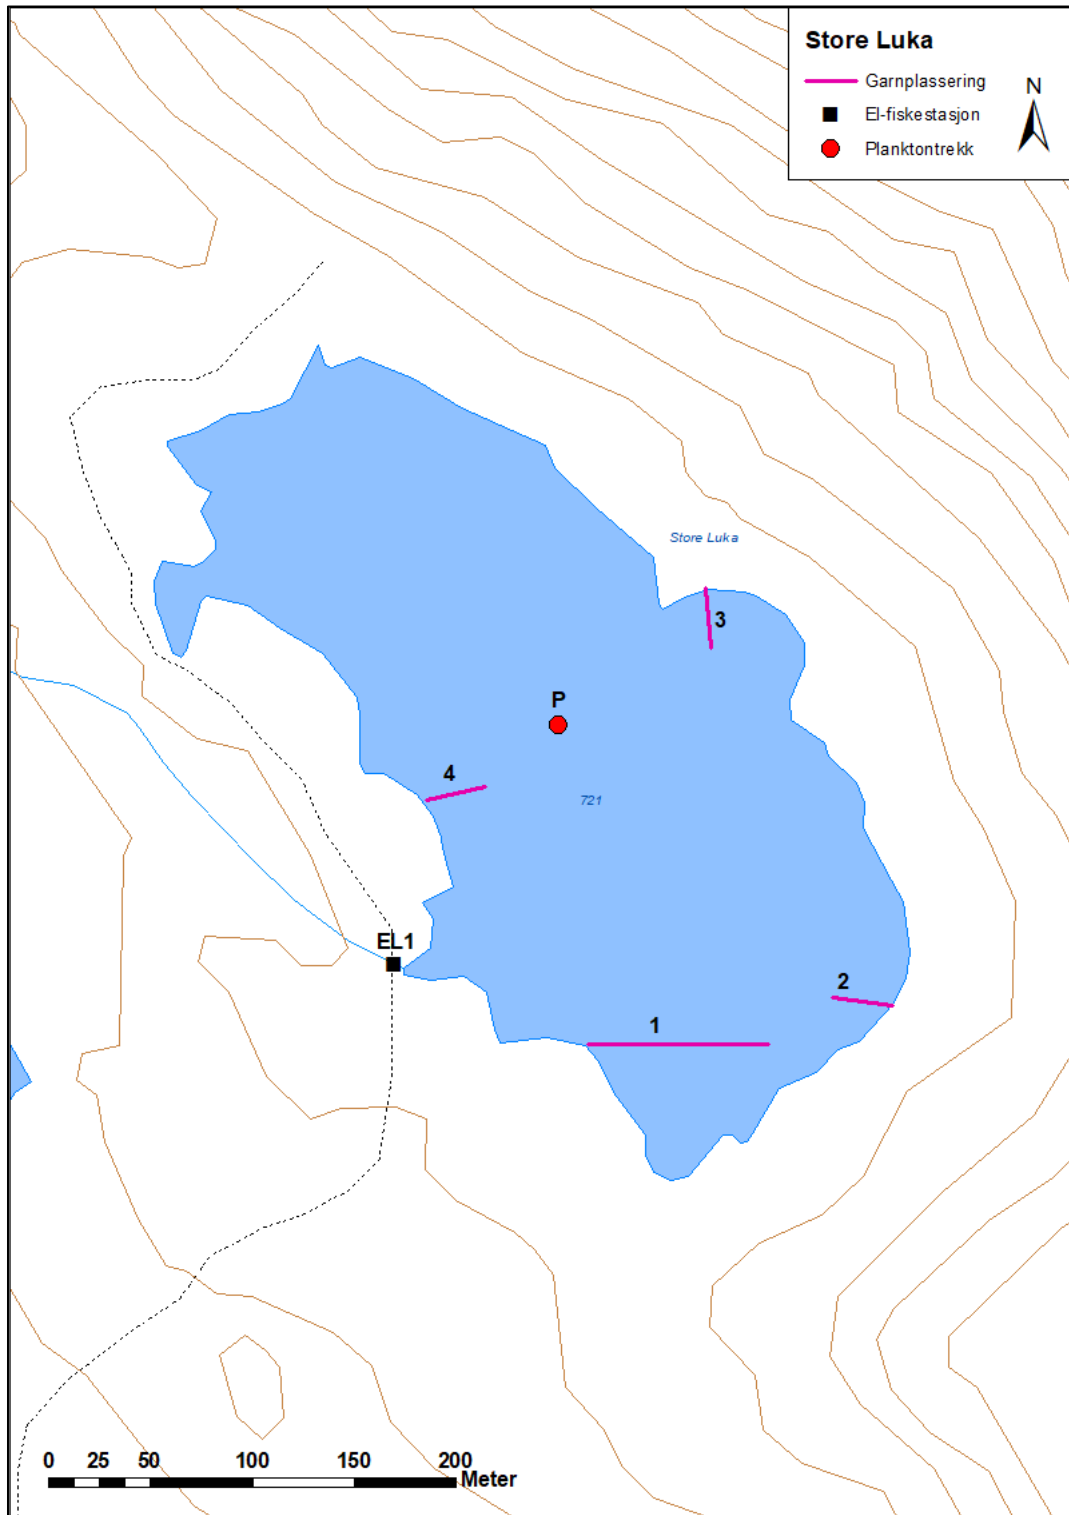 Store Luka
Garnplassering
El-fiskestasjon
Planktontrekk
N
Store Luka
3
P
4
721
EL1
2
1
0 25 50 100 150 200
Meter